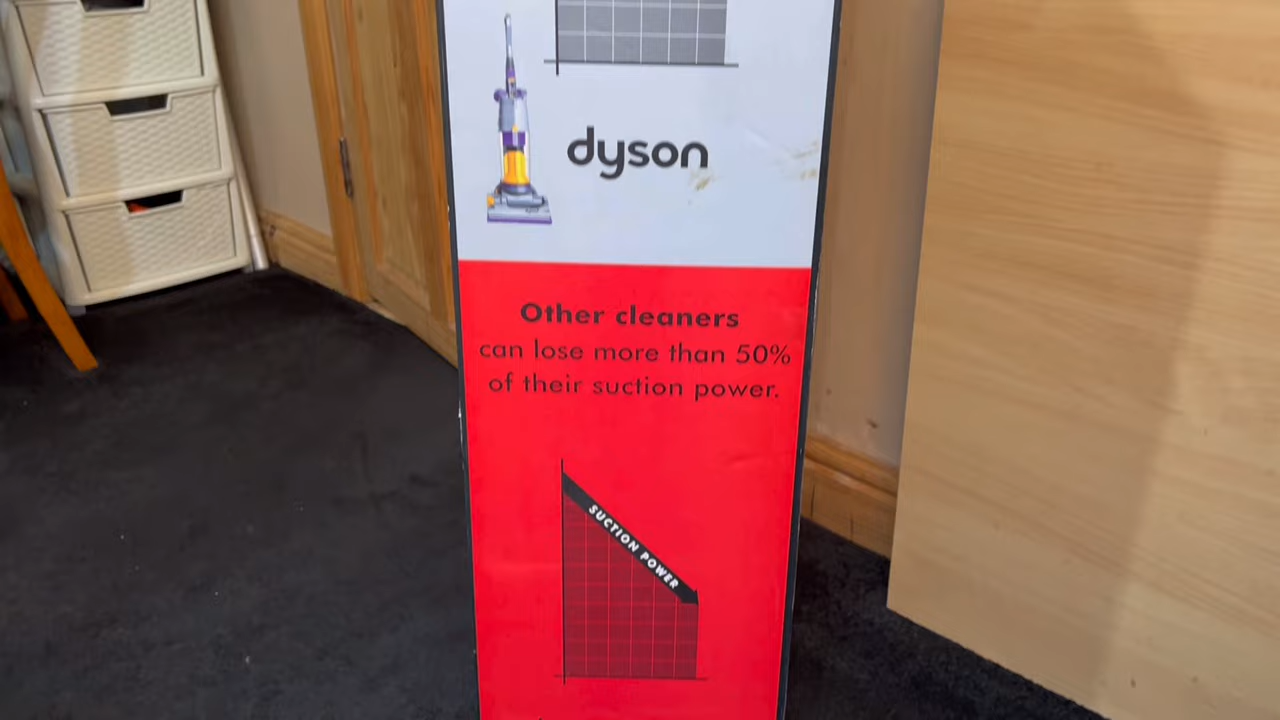 dyson
Other cleaners
can lose more than 50%
of their suction power.
SUCTION POWER